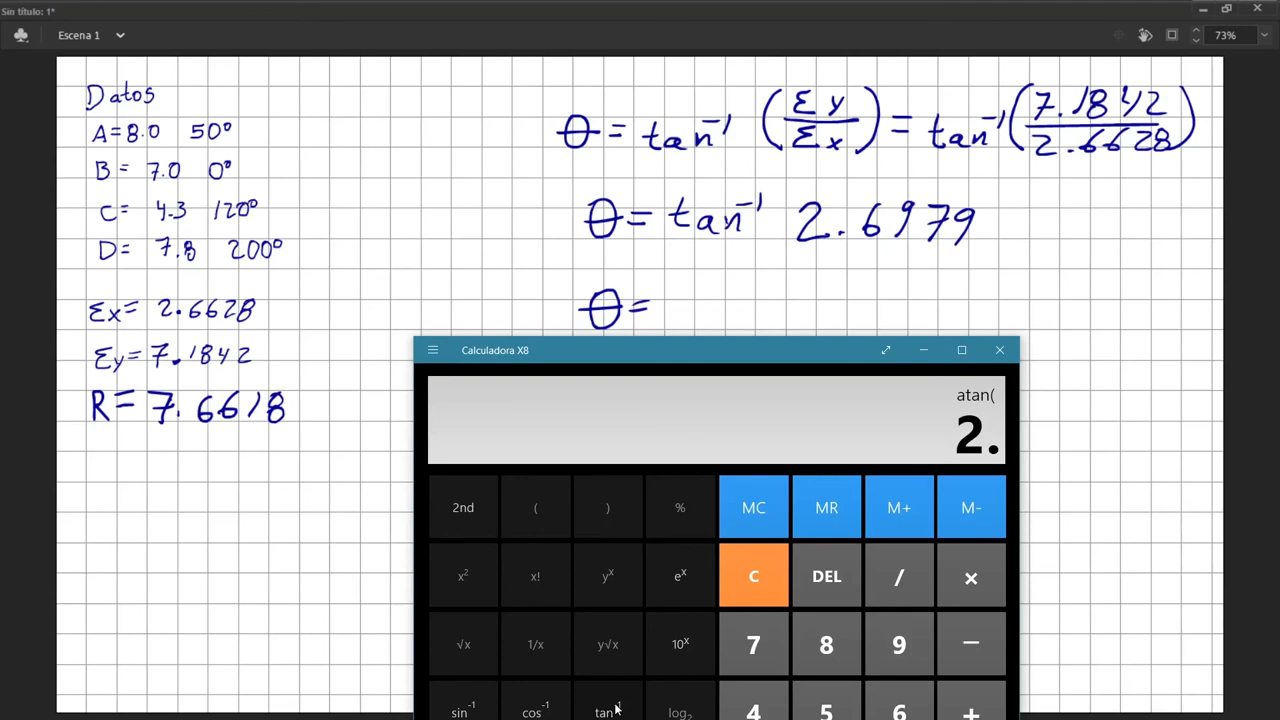 Sin título: 1*
Escena 1
73%
Datos
A=8.0 50°
B= 7.0 0°
C= 4.3 120°
D= 7.8 200°
Σx= 2.6628
Σy=7.1842
R=7.6618
θ= tan⁻¹ (Σy/Σx) = tan⁻¹(7.1842/2.6628)
θ= tan⁻¹ 2.6979
θ=
Calculadora X8
atan(
2.
2nd ( ) % MC MR M+ M-
x² x! yˣ eˣ C DEL / ×
√x 1/x y√x 10ˣ 7 8 9 −
sin⁻¹ cos⁻¹ tan⁻¹ log₂ 4 5 6 +